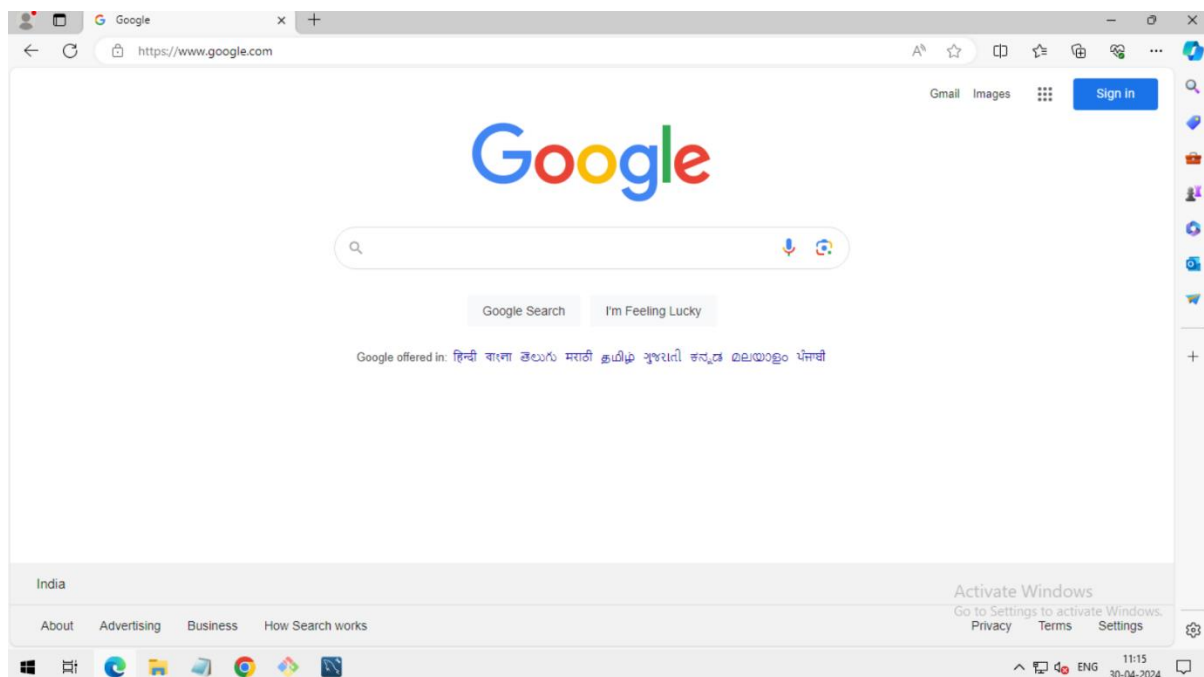 Google
https://www.google.com
Gmail Images Sign in
Google
Google Search I'm Feeling Lucky
Google offered in: हिन्दी বাংলা తెలుగు मराठी தமிழ் ગુજરાતી ಕನ್ನಡ മലയാളം ਪੰਜਾਬੀ
India
Activate Windows
Go to Settings to activate Windows.
About Advertising Business How Search works Privacy Terms Settings
ENG 11:15
30-04-2024